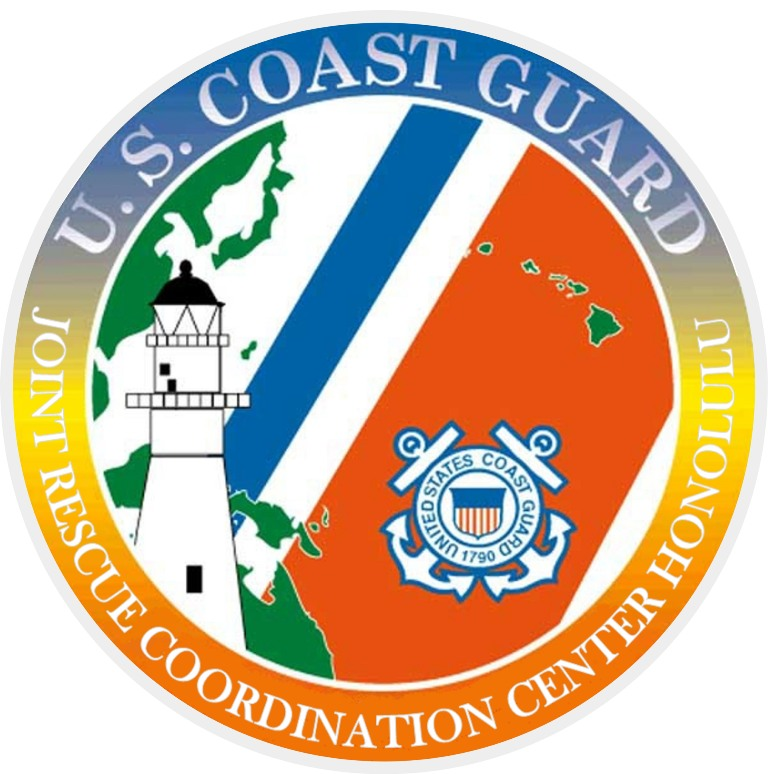 U. S. COAST GUARD
JOINT RESCUE COORDINATION CENTER HONOLULU
UNITED STATES COAST GUARD
1790